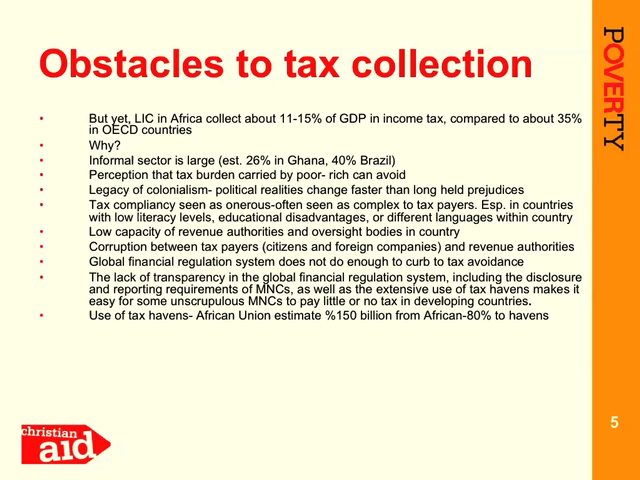 Obstacles to tax collection
• But yet, LIC in Africa collect about 11-15% of GDP in income tax, compared to about 35%
in OECD countries
• Why?
• Informal sector is large (est. 26% in Ghana, 40% Brazil)
• Perception that tax burden carried by poor- rich can avoid
• Legacy of colonialism- political realities change faster than long held prejudices
• Tax compliancy seen as onerous-often seen as complex to tax payers. Esp. in countries
with low literacy levels, educational disadvantages, or different languages within country
• Low capacity of revenue authorities and oversight bodies in country
• Corruption between tax payers (citizens and foreign companies) and revenue authorities
• Global financial regulation system does not do enough to curb to tax avoidance
• The lack of transparency in the global financial regulation system, including the disclosure
and reporting requirements of MNCs, as well as the extensive use of tax havens makes it
easy for some unscrupulous MNCs to pay little or no tax in developing countries.
• Use of tax havens- African Union estimate %150 billion from African-80% to havens
POVERTY
5
christian
aid